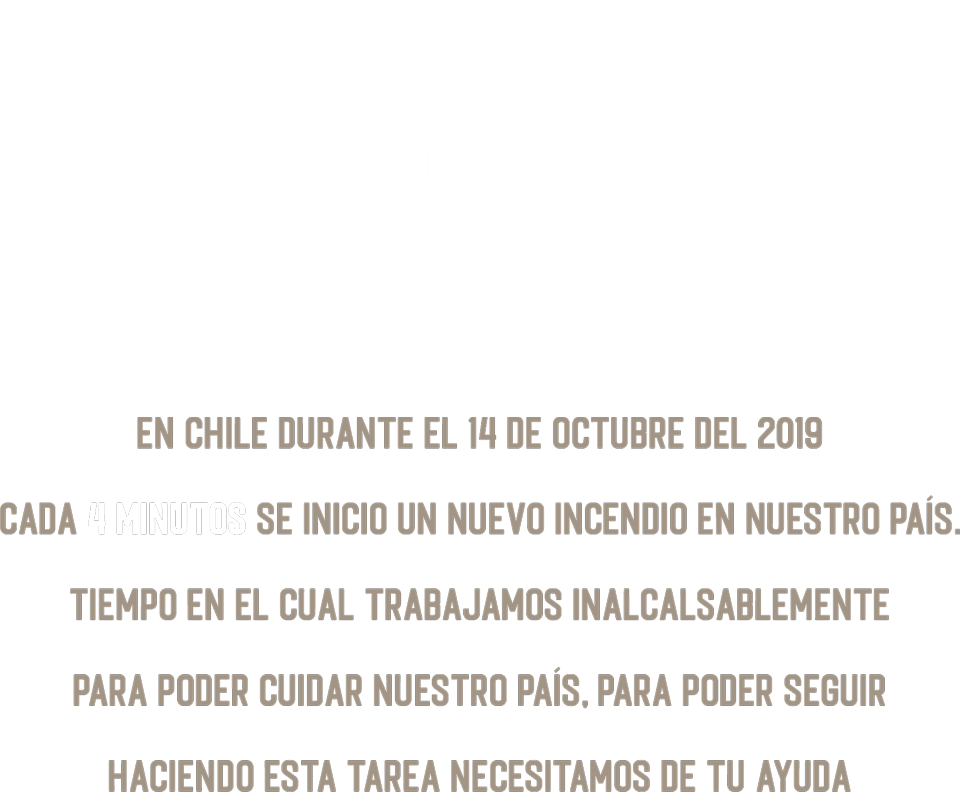 EN CHILE DURANTE EL 14 DE OCTUBRE DEL 2019
CADA 4 MINUTOS SE INICIO UN NUEVO INCENDIO EN NUESTRO PAÍS.
TIEMPO EN EL CUAL TRABAJAMOS INALCALSABLEMENTE
PARA PODER CUIDAR NUESTRO PAÍS, PARA PODER SEGUIR
HACIENDO ESTA TAREA NECESITAMOS DE TU AYUDA